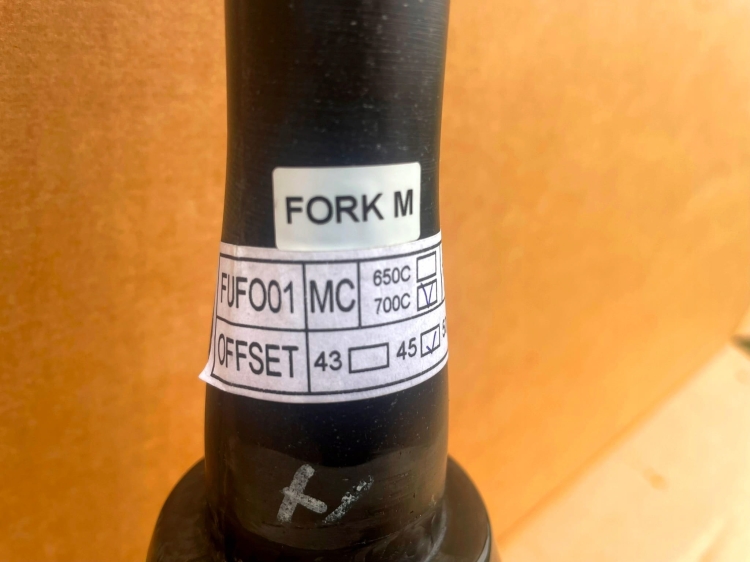 FORK M
FUFO01 MC 650C
700C
OFFSET 43 45